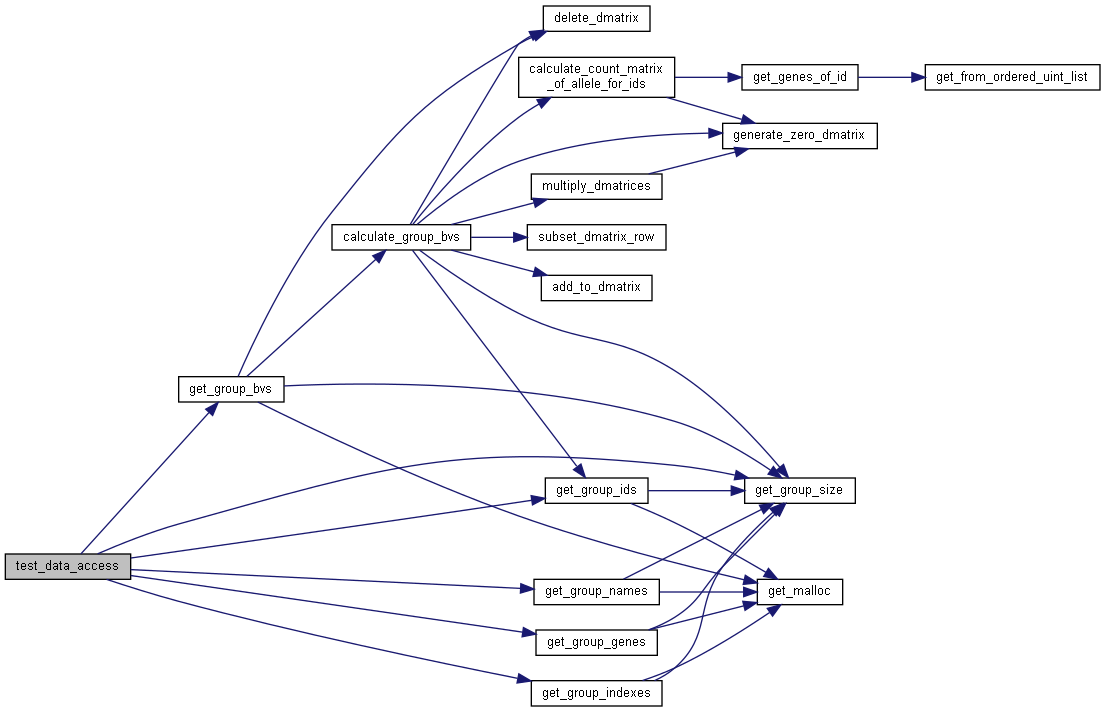 delete_dmatrix
calculate_count_matrix
_of_allele_for_ids
get_genes_of_id
get_from_ordered_uint_list
generate_zero_dmatrix
multiply_dmatrices
calculate_group_bvs
subset_dmatrix_row
add_to_dmatrix
get_group_bvs
get_group_ids
get_group_size
test_data_access
get_group_names
get_malloc
get_group_genes
get_group_indexes